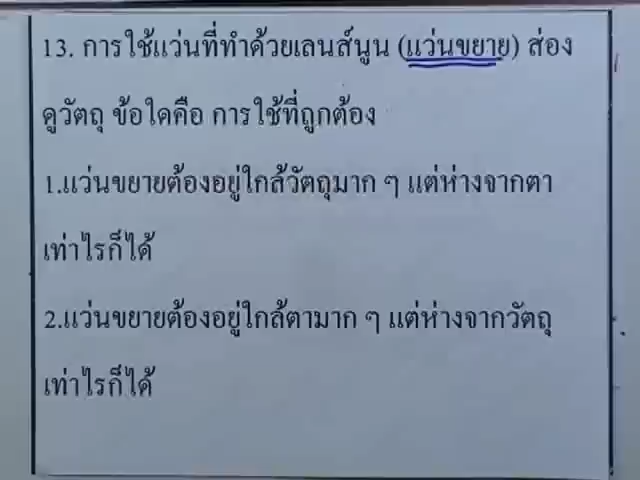 13. การใช้แว่นที่ทำด้วยเลนส์นูน (แว่นขยาย) ส่อง
ดูวัตถุ ข้อใดคือ การใช้ที่ถูกต้อง
1.แว่นขยายต้องอยู่ใกล้วัตถุมาก ๆ แต่ห่างจากตา
เท่าไรก็ได้
2.แว่นขยายต้องอยู่ใกล้ตามาก ๆ แต่ห่างจากวัตถุ
เท่าไรก็ได้